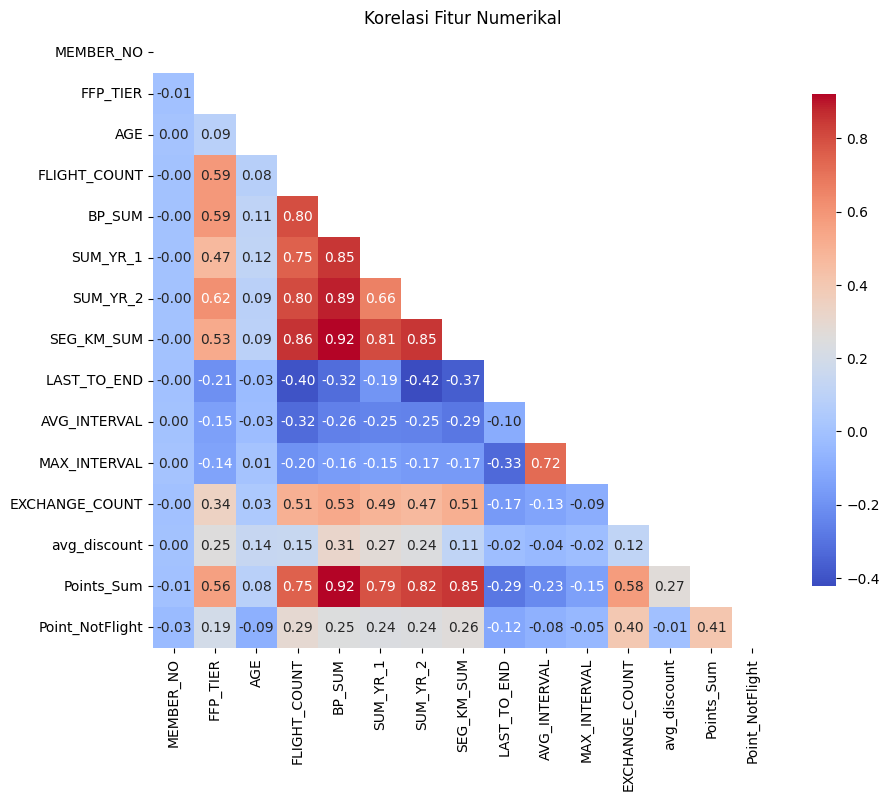 Korelasi Fitur Numerikal
MEMBER_NO
FFP_TIER -0.01
AGE 0.00 0.09
FLIGHT_COUNT -0.00 0.59 0.08
BP_SUM -0.00 0.59 0.11 0.80
SUM_YR_1 -0.00 0.47 0.12 0.75 0.85
SUM_YR_2 -0.00 0.62 0.09 0.80 0.89 0.66
SEG_KM_SUM -0.00 0.53 0.09 0.86 0.92 0.81 0.85
LAST_TO_END -0.00 -0.21 -0.03 -0.40 -0.32 -0.19 -0.42 -0.37
AVG_INTERVAL 0.00 -0.15 -0.03 -0.32 -0.26 -0.25 -0.25 -0.29 -0.10
MAX_INTERVAL 0.00 -0.14 0.01 -0.20 -0.16 -0.15 -0.17 -0.17 -0.33 0.72
EXCHANGE_COUNT -0.00 0.34 0.03 0.51 0.53 0.49 0.47 0.51 -0.17 -0.13 -0.09
avg_discount 0.00 0.25 0.14 0.15 0.31 0.27 0.24 0.11 -0.02 -0.04 -0.02 0.12
Points_Sum -0.01 0.56 0.08 0.75 0.92 0.79 0.82 0.85 -0.29 -0.23 -0.15 0.58 0.27
Point_NotFlight -0.03 0.19 -0.09 0.29 0.25 0.24 0.24 0.26 -0.12 -0.08 -0.05 0.40 -0.01 0.41
MEMBER_NO
FFP_TIER
AGE
FLIGHT_COUNT
BP_SUM
SUM_YR_1
SUM_YR_2
SEG_KM_SUM
LAST_TO_END
AVG_INTERVAL
MAX_INTERVAL
EXCHANGE_COUNT
avg_discount
Points_Sum
Point_NotFlight
0.8
0.6
0.4
0.2
0.0
−0.2
−0.4